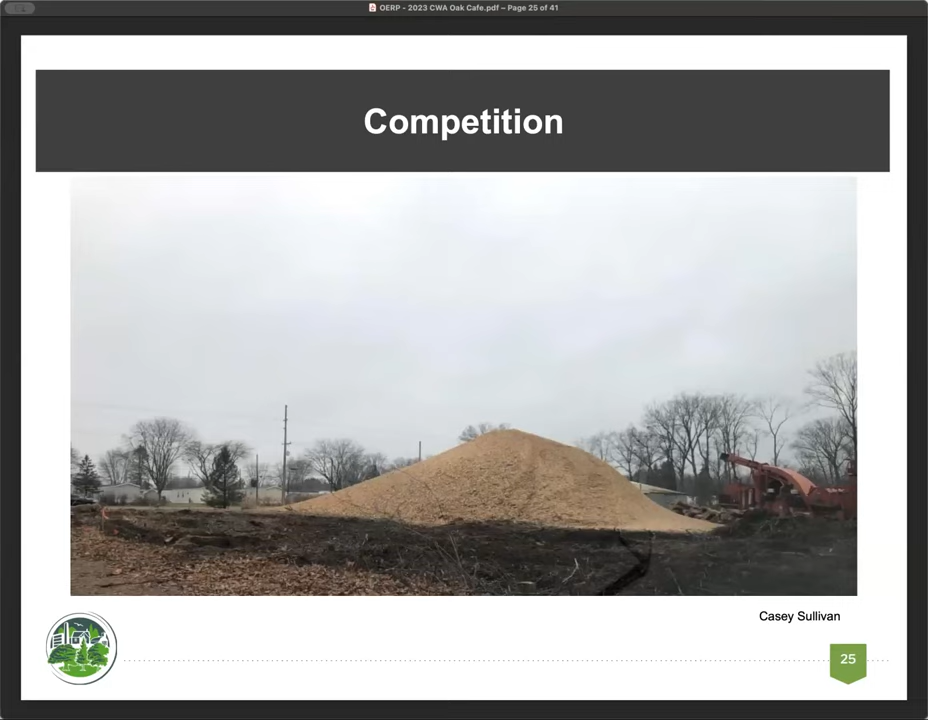 OERP - 2023 CWA Oak Cafe.pdf – Page 25 of 41
Competition
Casey Sullivan
25